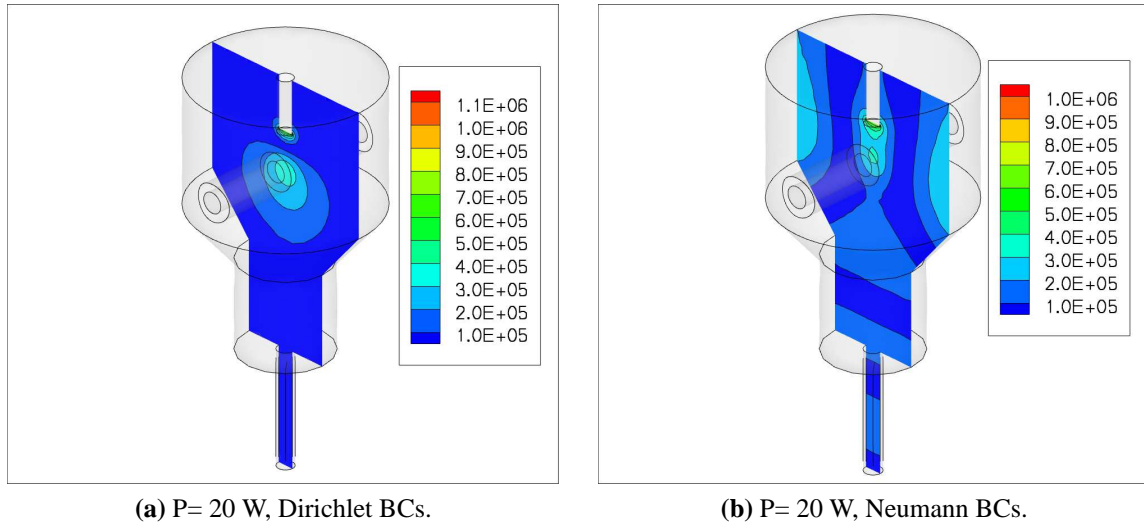 1.1E+06
1.0E+06
9.0E+05
8.0E+05
7.0E+05
6.0E+05
5.0E+05
4.0E+05
3.0E+05
2.0E+05
1.0E+05
1.0E+06
9.0E+05
8.0E+05
7.0E+05
6.0E+05
5.0E+05
4.0E+05
3.0E+05
2.0E+05
1.0E+05
(a) P= 20 W, Dirichlet BCs.
(b) P= 20 W, Neumann BCs.